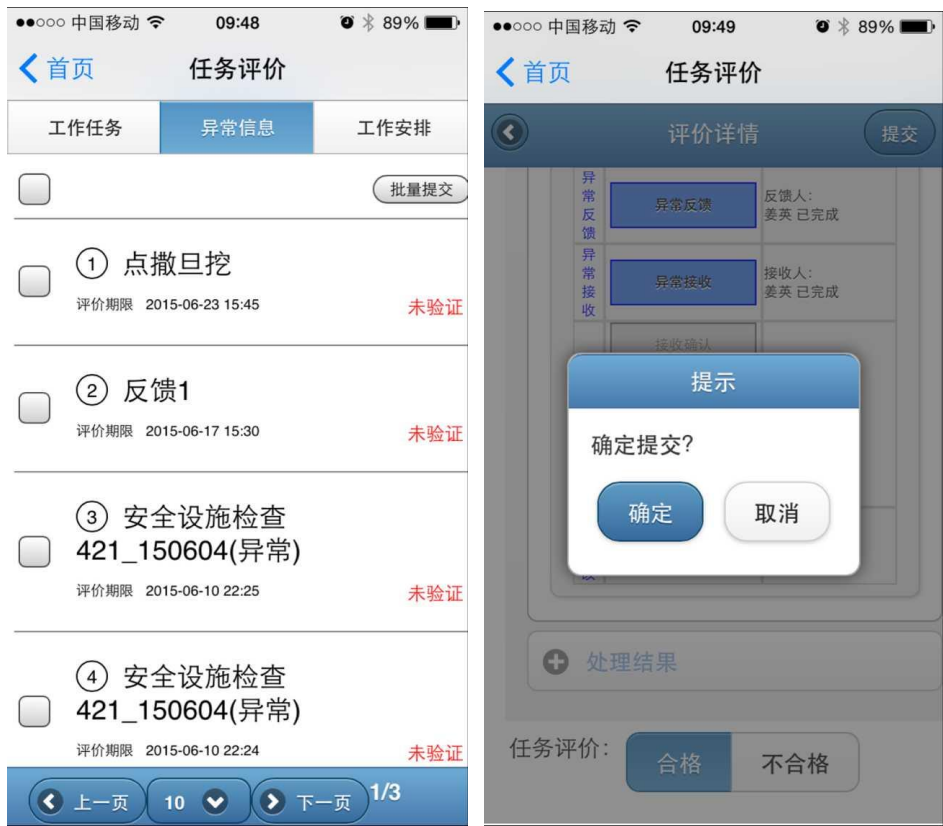 中国移动 09:48 89%
首页 任务评价
工作任务 异常信息 工作安排
批量提交
1 点撒旦挖
评价期限 2015-06-23 15:45
未验证
2 反馈1
评价期限 2015-06-17 15:30
未验证
3 安全设施检查
421_150604(异常)
评价期限 2015-06-10 22:25
未验证
4 安全设施检查
421_150604(异常)
评价期限 2015-06-10 22:24
未验证
上一页 10 下一页 1/3
中国移动 09:49 89%
首页 任务评价
评价详情 提交
异常反馈 异常反馈 反馈人:
姜英 已完成
异常接收 异常接收 接收人:
姜英 已完成
接收确认
提示
确定提交?
确定 取消
处理结果
任务评价: 合格 不合格